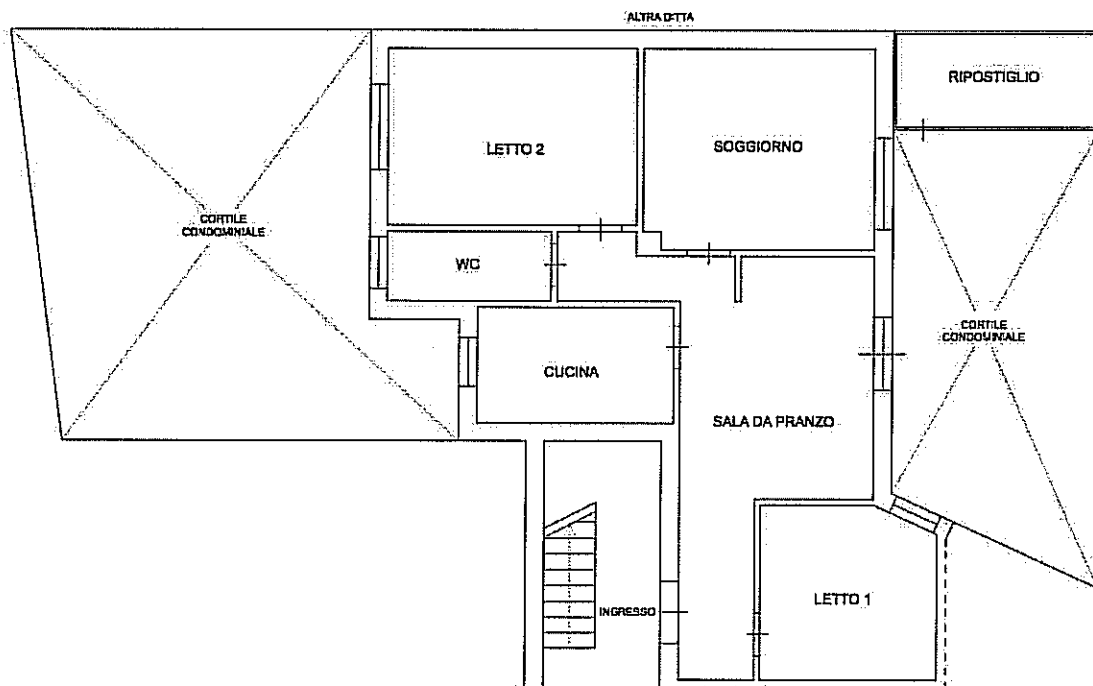 ALTRA DITTA
RIPOSTIGLIO
LETTO 2
SOGGIORNO
CORTILE
CONDOMINIALE
WC
CORTILE
CONDOMINIALE
CUCINA
SALA DA PRANZO
INGRESSO
LETTO 1